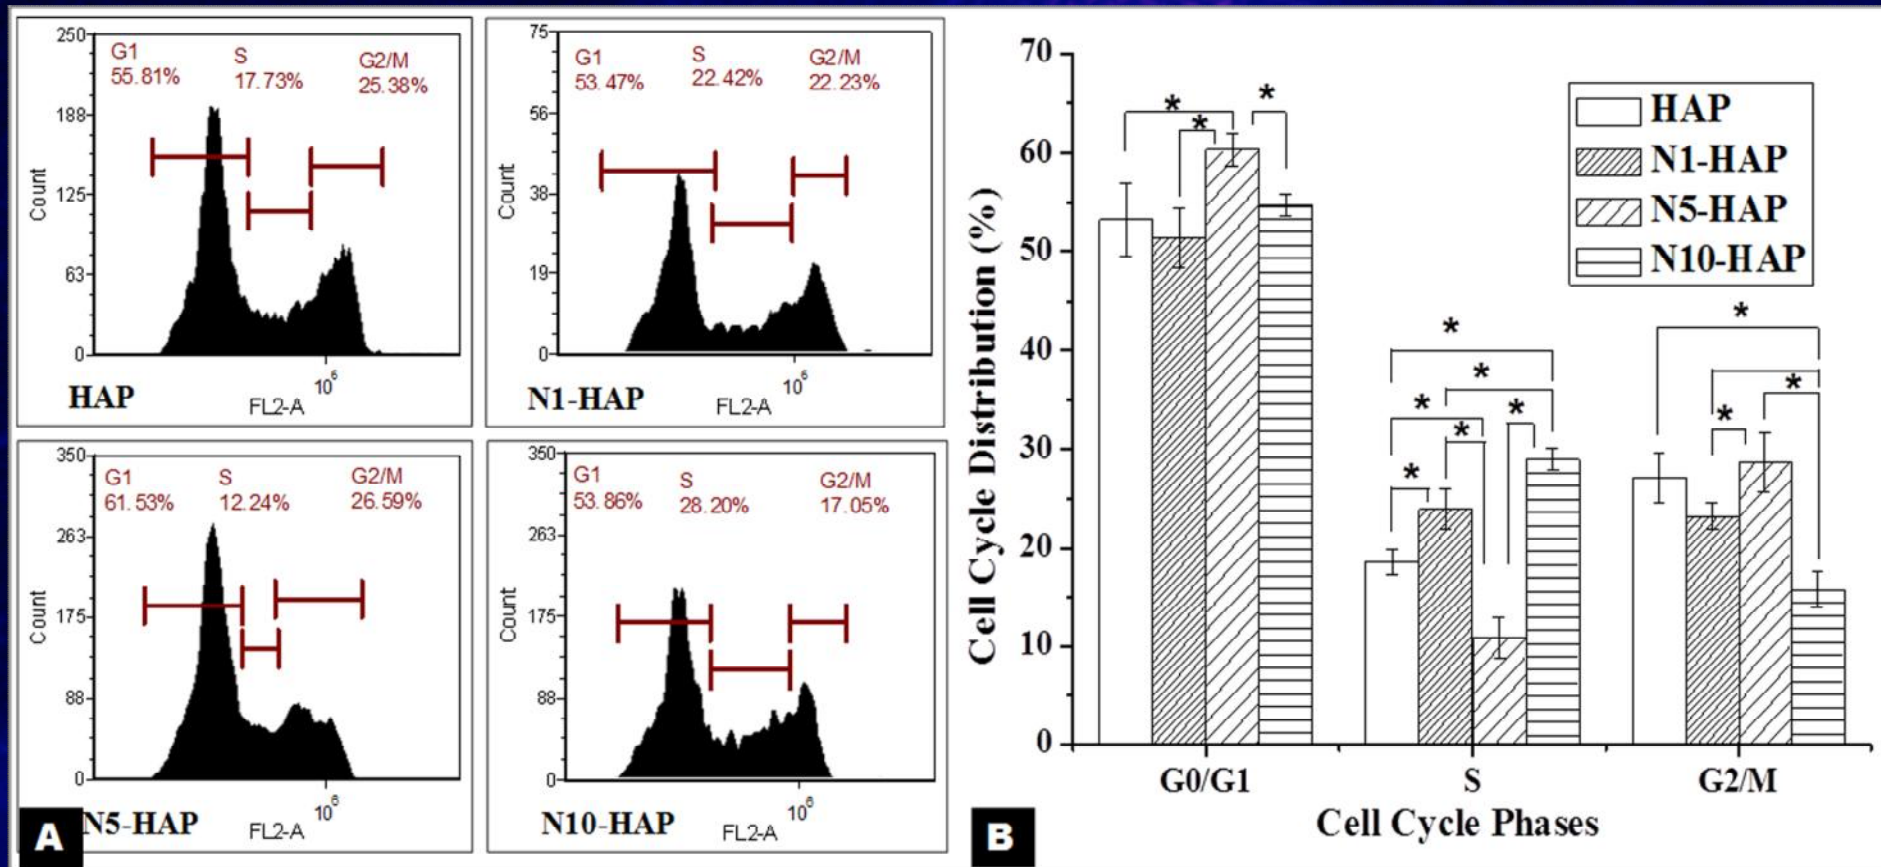 250
188
125
63
0
G1
55.81%
S
17.73%
G2/M
25.38%
Count
10^6
HAP
FL2-A
75
56
38
19
0
G1
53.47%
S
22.42%
G2/M
22.23%
Count
10^6
N1-HAP
FL2-A
350
263
175
88
0
G1
61.53%
S
12.24%
G2/M
26.59%
Count
10^6
A
N5-HAP
FL2-A
350
263
175
88
0
G1
53.86%
S
28.20%
G2/M
17.05%
Count
10^6
N10-HAP
FL2-A
70
60
50
40
30
20
10
0
Cell Cycle Distribution (%)
* * *
* * * * * *
* * *
HAP
N1-HAP
N5-HAP
N10-HAP
G0/G1 S G2/M
Cell Cycle Phases
B